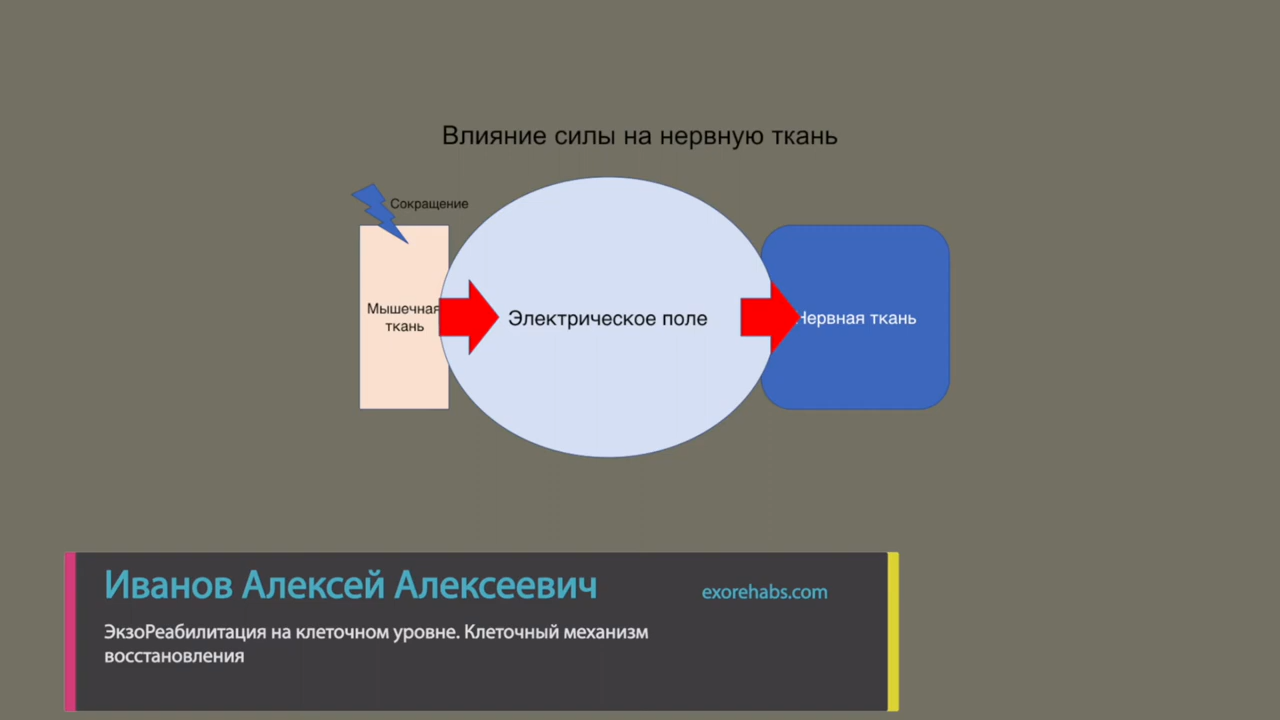 Влияние силы на нервную ткань
Сокращение
Мышечная
ткань
Электрическое поле
Нервная ткань
Иванов Алексей Алексеевич
exorehabs.com
ЭкзоРеабилитация на клеточном уровне. Клеточный механизм
восстановления